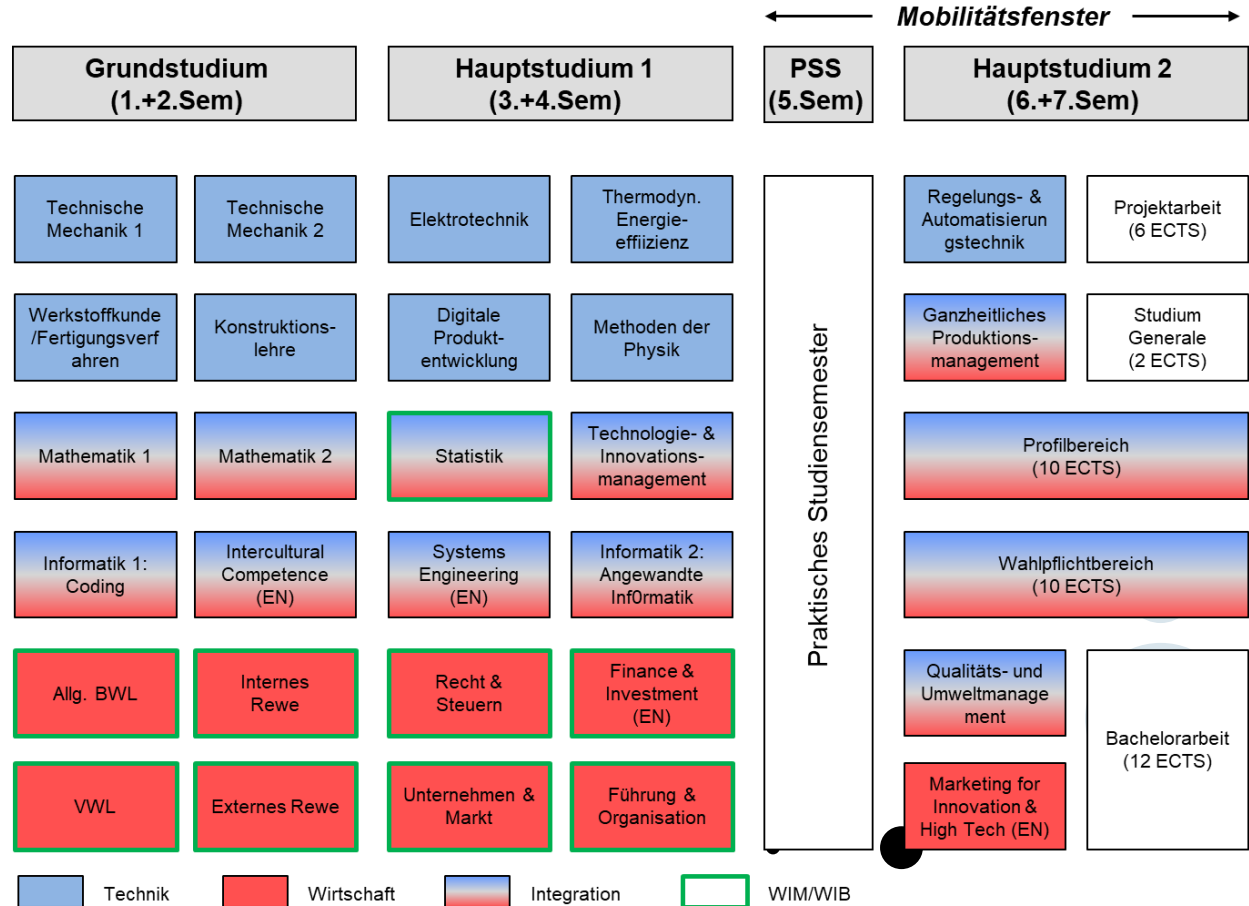 Mobilitätsfenster
Grundstudium
(1.+2.Sem)
Hauptstudium 1
(3.+4.Sem)
PSS
(5.Sem)
Hauptstudium 2
(6.+7.Sem)
Technische
Mechanik 1
Technische
Mechanik 2
Elektrotechnik
Thermodyn.
Energie-
effiizienz
Regelungs- &
Automatisierun
gstechnik
Projektarbeit
(6 ECTS)
Werkstoffkunde
/Fertigungsverf
ahren
Konstruktions-
lehre
Digitale
Produkt-
entwicklung
Methoden der
Physik
Praktisches Studiensemester
Ganzheitliches
Produktions-
management
Studium
Generale
(2 ECTS)
Mathematik 1
Mathematik 2
Statistik
Technologie- &
Innovations-
management
Profilbereich
(10 ECTS)
Informatik 1:
Coding
Intercultural
Competence
(EN)
Systems
Engineering
(EN)
Informatik 2:
Angewandte
Inf0rmatik
Wahlpflichtbereich
(10 ECTS)
Allg. BWL
Internes
Rewe
Recht &
Steuern
Finance &
Investment
(EN)
Qualitäts- und
Umweltmanage
ment
Bachelorarbeit
(12 ECTS)
VWL
Externes Rewe
Unternehmen &
Markt
Führung &
Organisation
Marketing for
Innovation &
High Tech (EN)
Technik
Wirtschaft
Integration
WIM/WIB